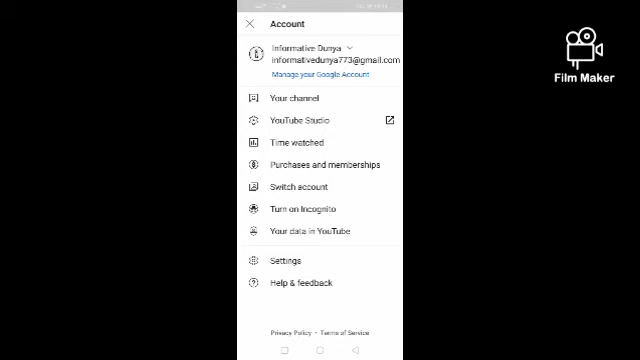 Account
Informative Dunya
informativedunya773@gmail.com
Manage your Google Account
Your channel
YouTube Studio
Time watched
Purchases and memberships
Switch account
Turn on Incognito
Your data in YouTube
Settings
Help & feedback
Privacy Policy • Terms of Service
Film Maker